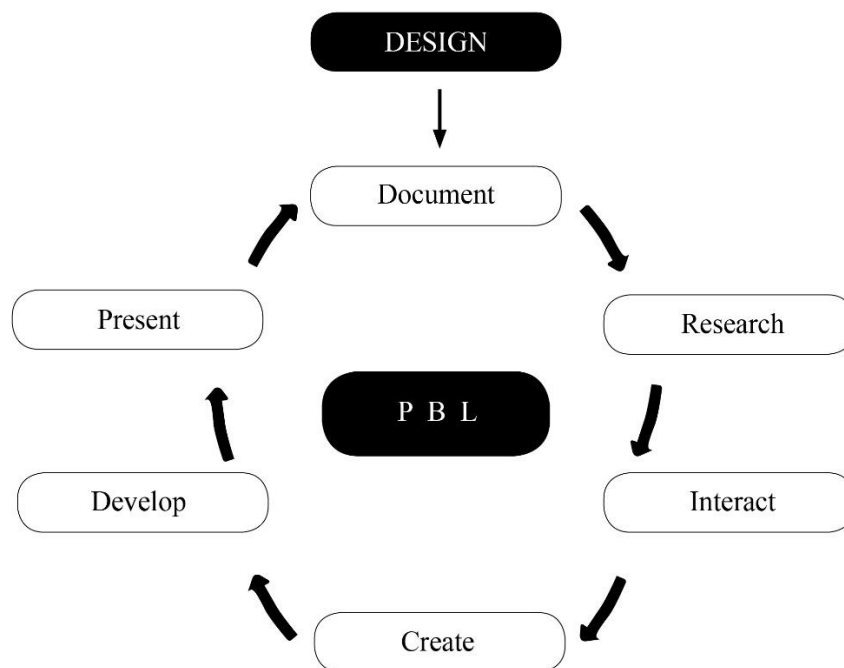 DESIGN
Document
Present
Research
P B L
Develop
Interact
Create